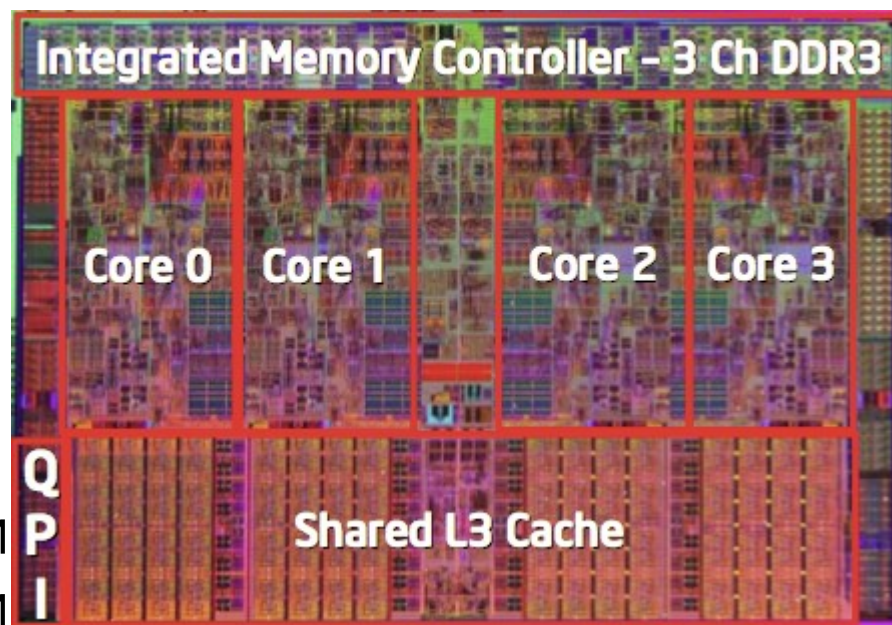 Integrated Memory Controller – 3 Ch DDR3
Core 0
Core 1
Core 2
Core 3
Q
P
I
Shared L3 Cache